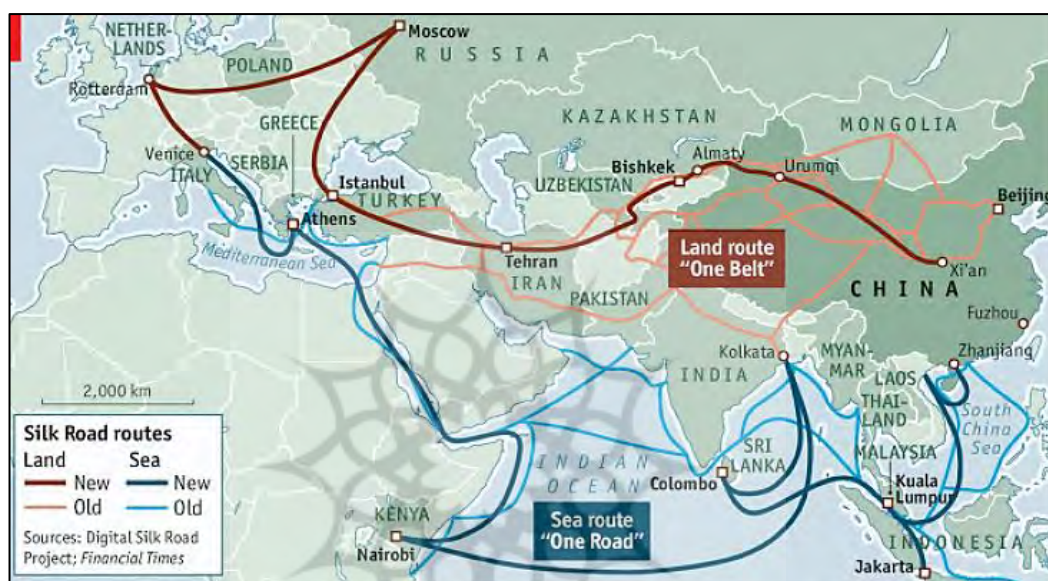 Moscow
NETHER-
LANDS
RUSSIA
POLAND
Rotterdam
KAZAKHSTAN
MONGOLIA
GREECE
Venice
SERBIA
ITALY
Bishkek
Almaty
Urumqi
UZBEKISTAN
Istanbul
TURKEY
Beijing
Athens
Mediterranean Sea
Tehran
IRAN
Land route
"One Belt"
Xi'an
PAKISTAN
CHINA
Fuzhou
Kolkata
MYAN-
MAR
Zhanjiang
INDIA
LAOS
THAI-
LAND
South
China
Sea
2,000 km
Silk Road routes
Land Sea
New New
Old Old
Sources: Digital Silk Road
Project; Financial Times
INDIAN
OCEAN
SRI
LANKA
Colombo
MALAYSIA
Kuala
Lumpur
KENYA
Nairobi
Sea route
"One Road"
INDONESIA
Jakarta